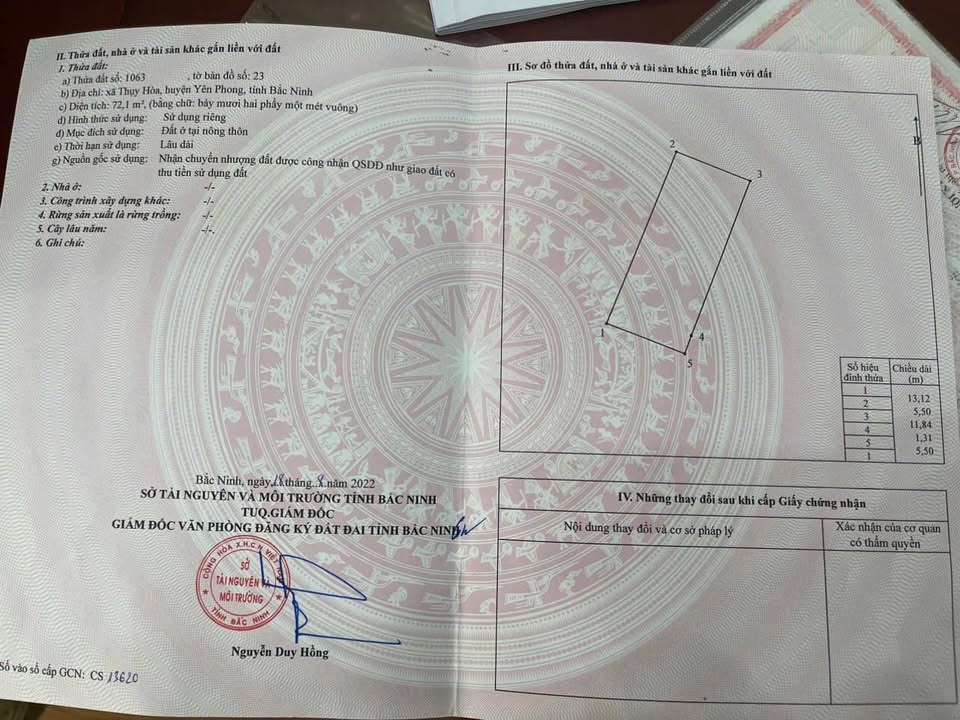 II. Thửa đất, nhà ở và tài sản khác gắn liền với đất
1. Thửa đất:
a) Thửa đất số: 1063 , tờ bản đồ số: 23
b) Địa chỉ: xã Thụy Hòa, huyện Yên Phong, tỉnh Bắc Ninh
c) Diện tích: 72,1 m², (bằng chữ: bảy mươi hai phẩy một mét vuông)
d) Hình thức sử dụng: Sử dụng riêng
đ) Mục đích sử dụng: Đất ở tại nông thôn
e) Thời hạn sử dụng: Lâu dài
g) Nguồn gốc sử dụng: Nhận chuyển nhượng đất được công nhận QSDĐ như giao đất có
thu tiền sử dụng đất
2. Nhà ở: -/-
3. Công trình xây dựng khác: -/-
4. Rừng sản xuất là rừng trồng: -/-
5. Cây lâu năm: -/-.
6. Ghi chú:
Bắc Ninh, ngày 18 tháng 8 năm 2022
SỞ TÀI NGUYÊN VÀ MÔI TRƯỜNG TỈNH BẮC NINH
TUQ.GIÁM ĐỐC
GIÁM ĐỐC VĂN PHÒNG ĐĂNG KÝ ĐẤT ĐAI TỈNH BẮC NINH
CỘNG HÒA X.H.C.N VIỆT NAM
SỞ
TÀI NGUYÊN VÀ
MÔI TRƯỜNG
TỈNH BẮC NINH
Nguyễn Duy Hồng
Số vào sổ cấp GCN: CS 13620
III. Sơ đồ thửa đất, nhà ở và tài sản khác gắn liền với đất
B
2
3
1
4
5
Số hiệu đỉnh thửa Chiều dài (m)
1
13,12
2
5,50
3
11,84
4
1,31
5
5,50
1
IV. Những thay đổi sau khi cấp Giấy chứng nhận
Nội dung thay đổi và cơ sở pháp lý
Xác nhận của cơ quan
có thẩm quyền